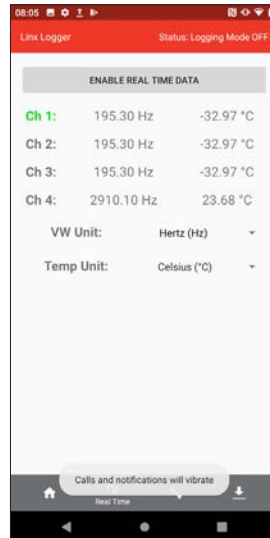 08:05
Linx Logger Status: Logging Mode OFF
ENABLE REAL TIME DATA
Ch 1: 195.30 Hz -32.97 °C
Ch 2: 195.30 Hz -32.97 °C
Ch 3: 195.30 Hz -32.97 °C
Ch 4: 2910.10 Hz 23.68 °C
VW Unit: Hertz (Hz)
Temp Unit: Celsius (°C)
Calls and notifications will vibrate
Real Time